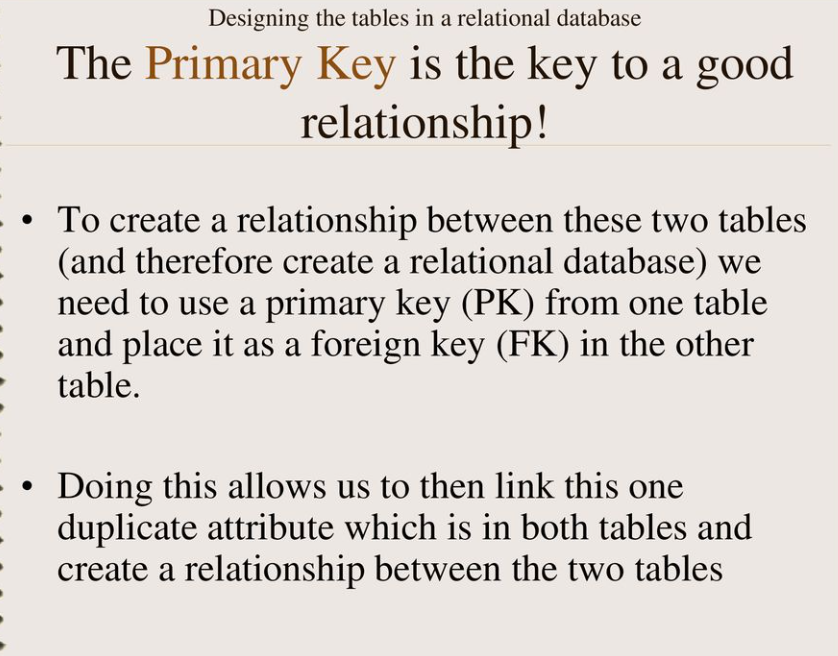 Designing the tables in a relational database
The Primary Key is the key to a good
relationship!
• To create a relationship between these two tables
(and therefore create a relational database) we
need to use a primary key (PK) from one table
and place it as a foreign key (FK) in the other
table.
• Doing this allows us to then link this one
duplicate attribute which is in both tables and
create a relationship between the two tables